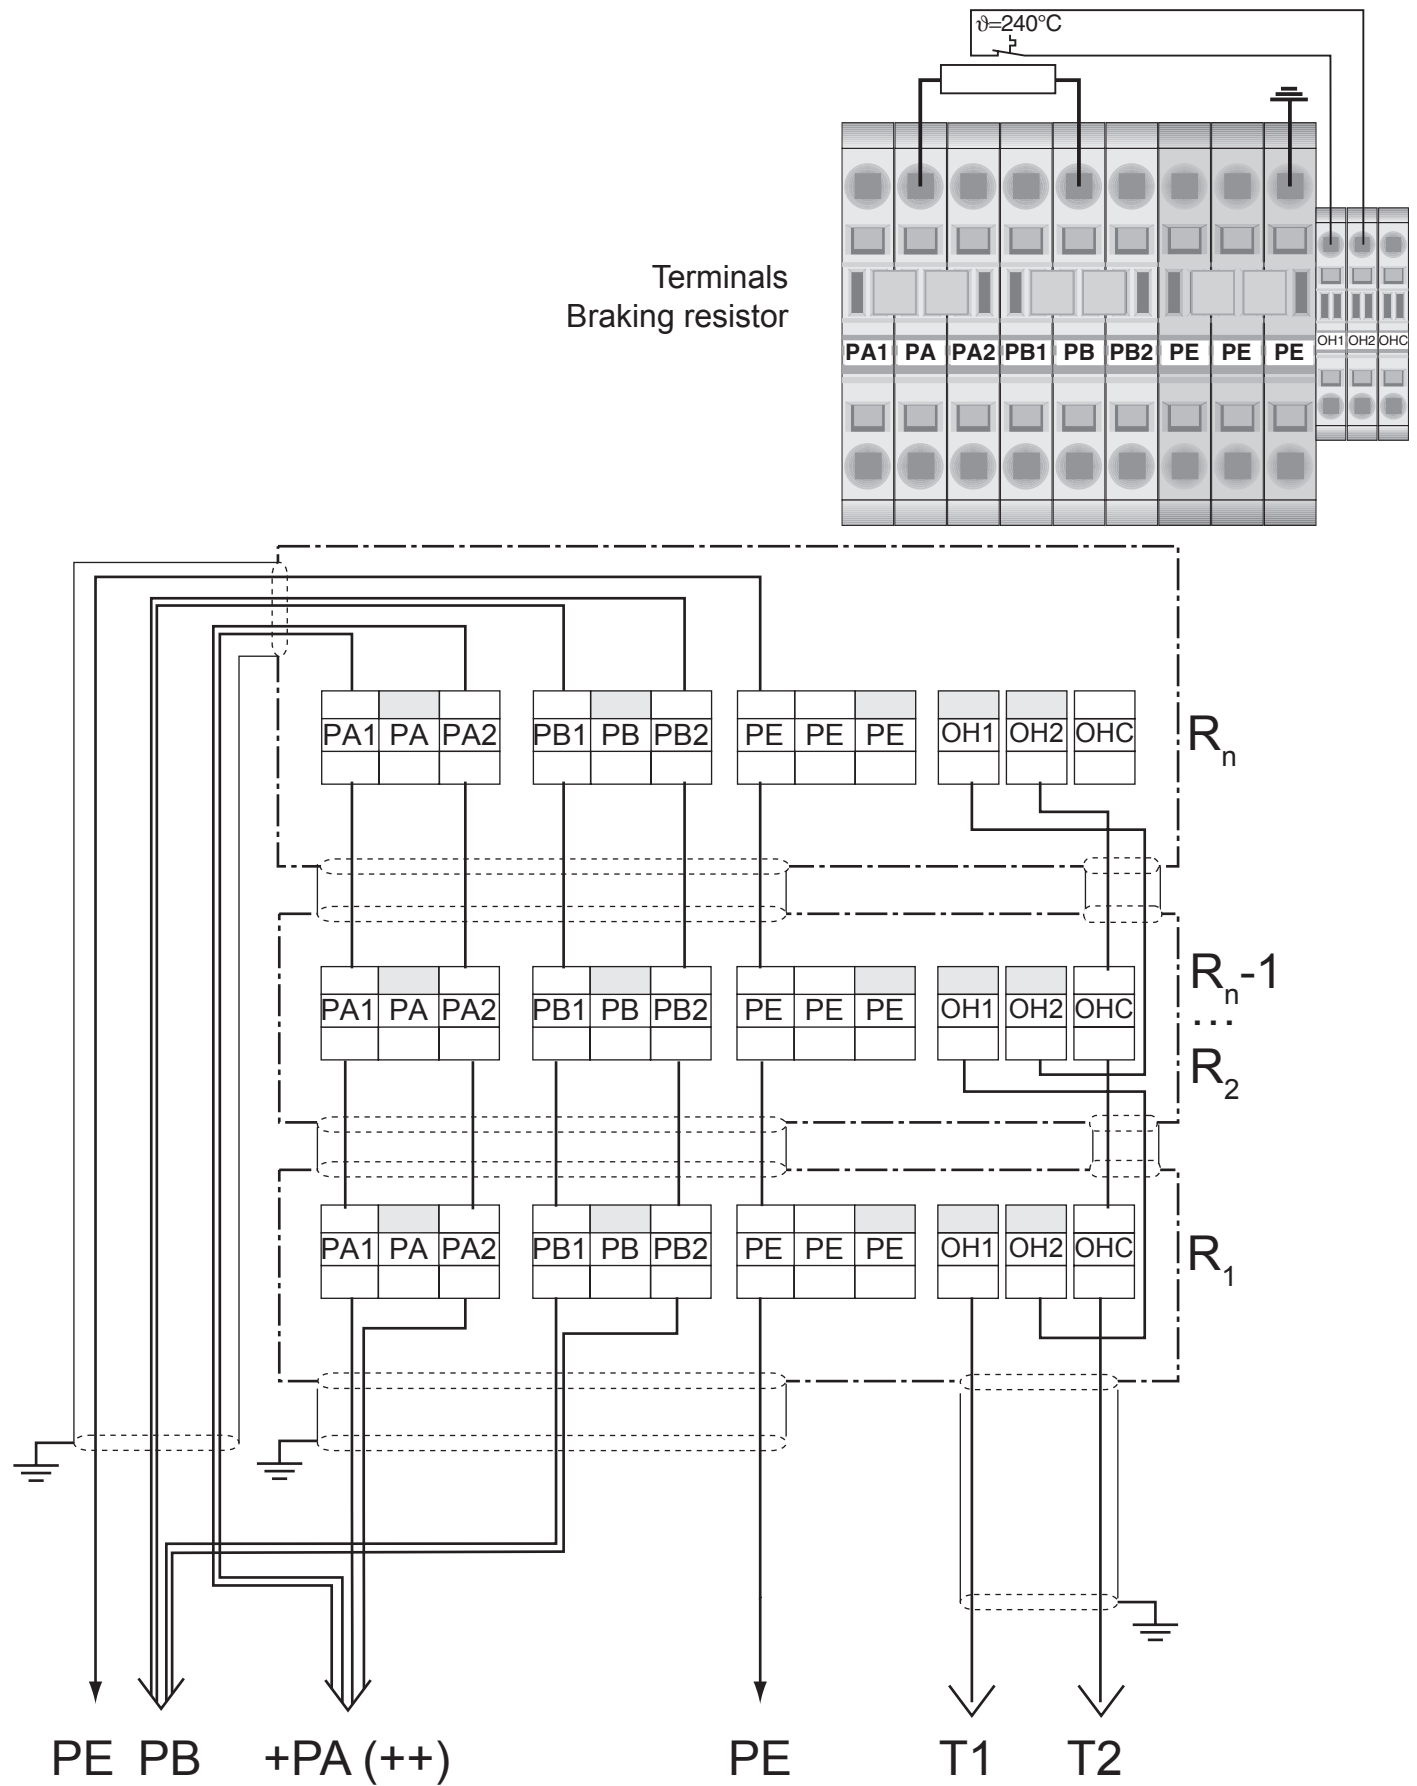 ϑ=240°C
Terminals
Braking resistor
PA1 PA PA2 PB1 PB PB2 PE PE PE OH1 OH2 OHC
PA1 PA PA2 PB1 PB PB2 PE PE PE OH1 OH2 OHC Rn
PA1 PA PA2 PB1 PB PB2 PE PE PE OH1 OH2 OHC Rn-1
...
R2
PA1 PA PA2 PB1 PB PB2 PE PE PE OH1 OH2 OHC R1
PE PB +PA (++) PE T1 T2